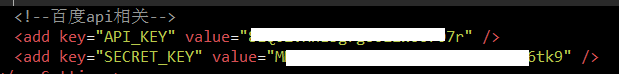 <!--百度api相关-->
<add key="API_KEY" value=" 7r" />
<add key="SECRET_KEY" value="M 6tk9" />